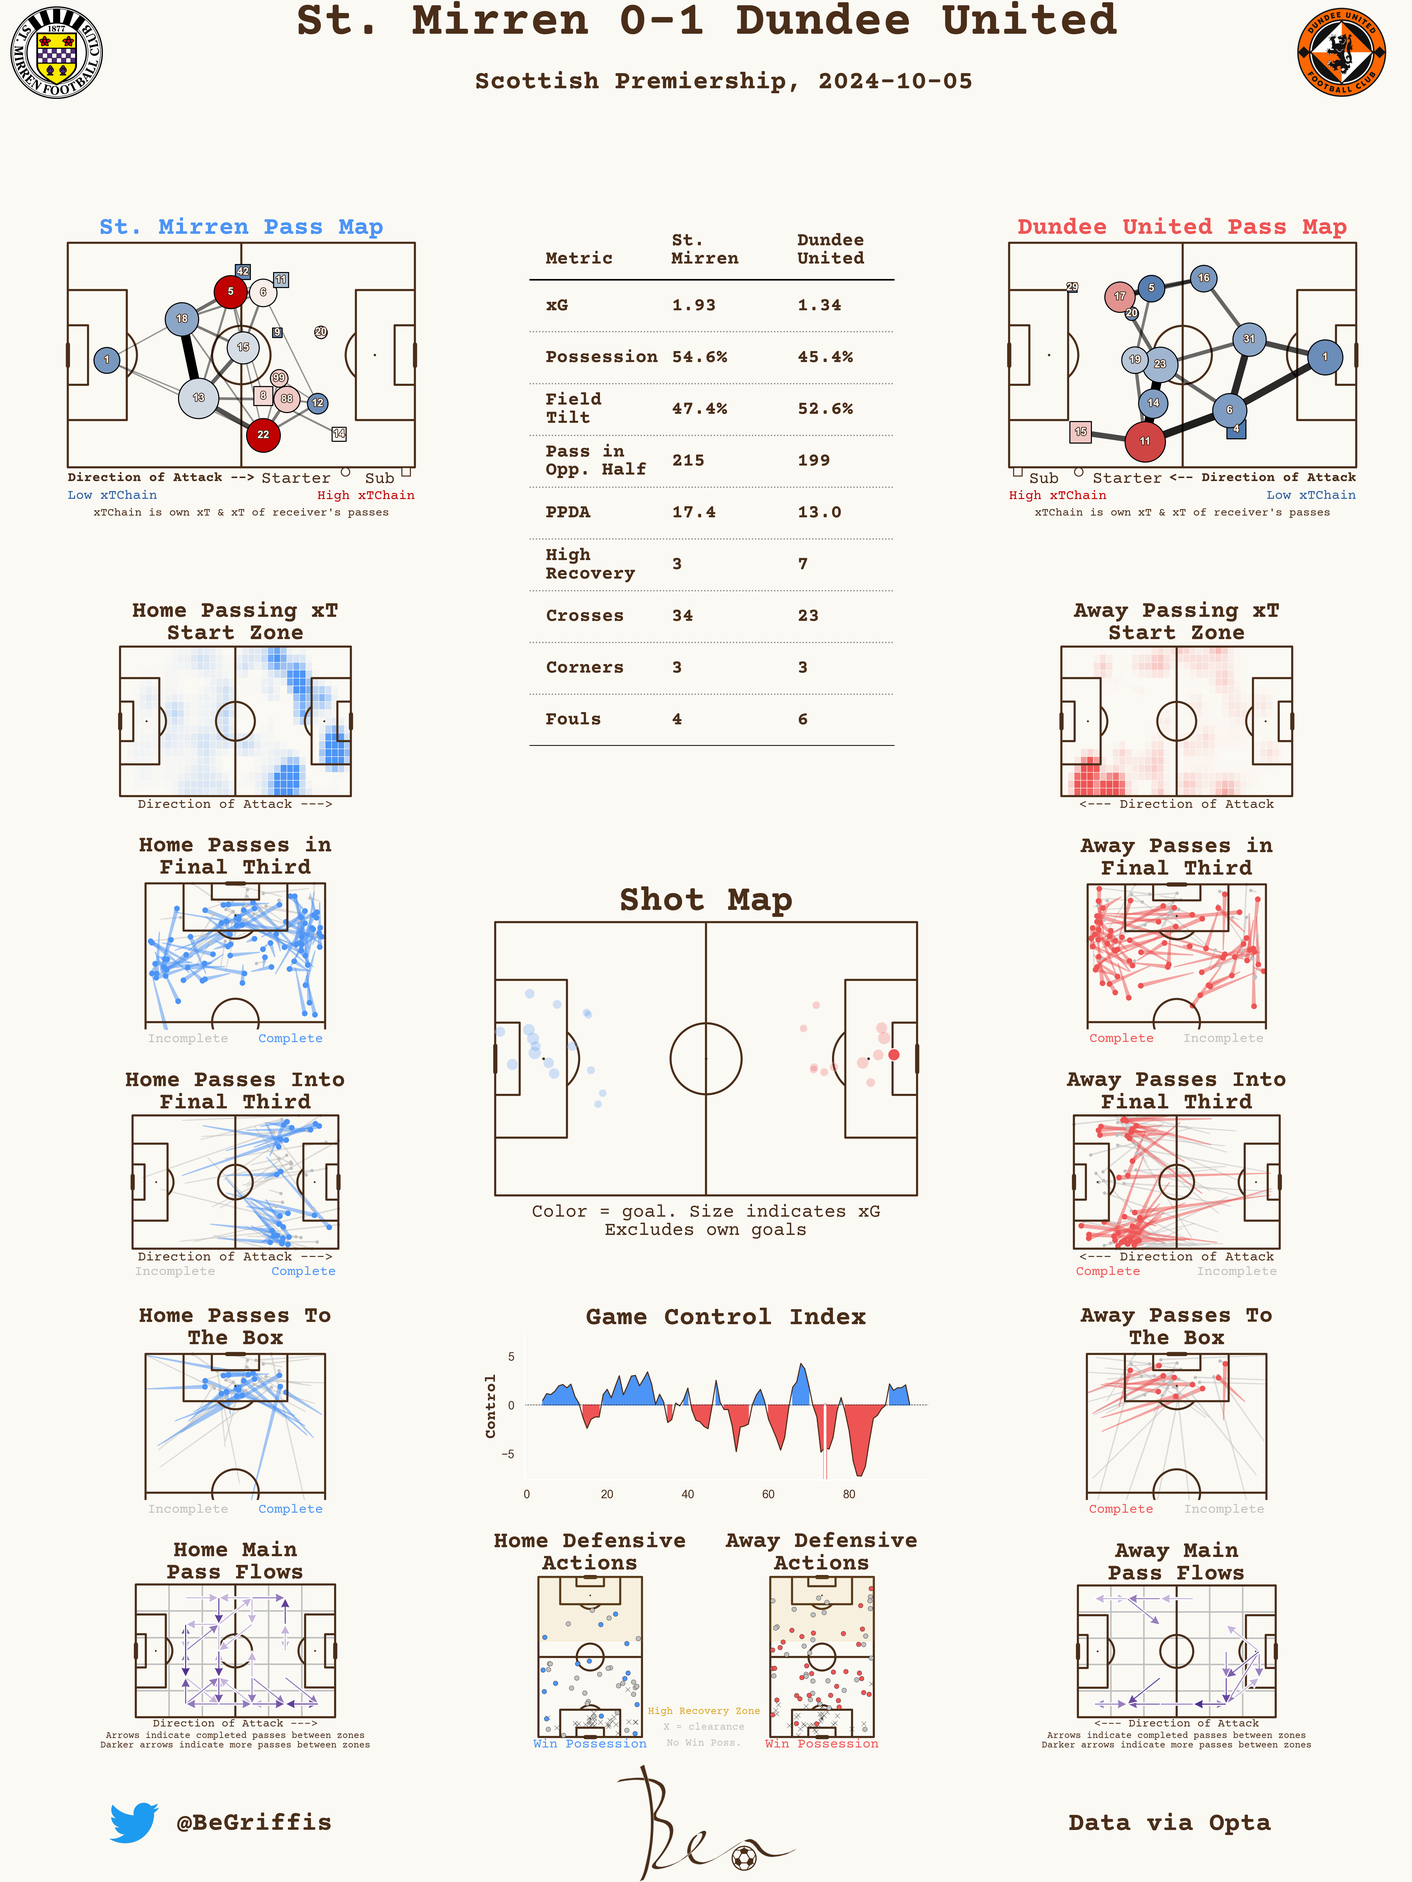 St. Mirren 0-1 Dundee United
Scottish Premiership, 2024-10-05
1877
ST. MIRREN FOOTBALL CLUB
DUNDEE UNITED
FOOTBALL CLUB
St. Mirren Pass Map
42
11
5
6
18
9
20
15
1
99
13
8
88
12
22
14
Direction of Attack --> Starter Sub
Low xTChain High xTChain
xTChain is own xT & xT of receiver's passes
Metric St. Mirren Dundee United
xG 1.93 1.34
Possession 54.6% 45.4%
Field Tilt 47.4% 52.6%
Pass in Opp. Half 215 199
PPDA 17.4 13.0
High Recovery 3 7
Crosses 34 23
Corners 3 3
Fouls 4 6
Dundee United Pass Map
16
29
17
5
20
31
19
23
1
14
6
15
11
4
Sub Starter <-- Direction of Attack
High xTChain Low xTChain
xTChain is own xT & xT of receiver's passes
Home Passing xT
Start Zone
Direction of Attack --->
Away Passing xT
Start Zone
<--- Direction of Attack
Home Passes in
Final Third
Incomplete Complete
Away Passes in
Final Third
Complete Incomplete
Shot Map
Color = goal. Size indicates xG
Excludes own goals
Home Passes Into
Final Third
Direction of Attack --->
Incomplete Complete
Away Passes Into
Final Third
<--- Direction of Attack
Complete Incomplete
Home Passes To
The Box
Incomplete Complete
Game Control Index
Control
5
0
−5
0 20 40 60 80
Away Passes To
The Box
Complete Incomplete
Home Main
Pass Flows
Direction of Attack --->
Arrows indicate completed passes between zones
Darker arrows indicate more passes between zones
Home Defensive
Actions
Win Possession
Away Defensive
Actions
Win Possession
High Recovery Zone
X = clearance
No Win Poss.
Away Main
Pass Flows
<--- Direction of Attack
Arrows indicate completed passes between zones
Darker arrows indicate more passes between zones
@BeGriffis
Ben
Data via Opta